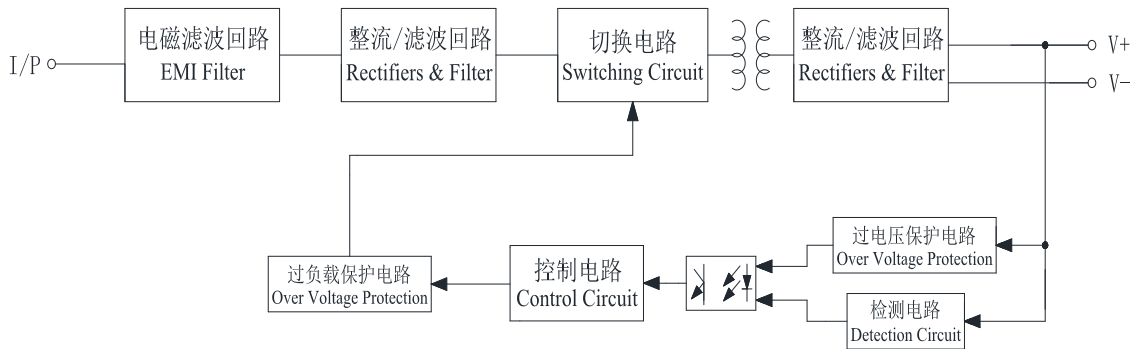 I/P
电磁滤波回路
EMI Filter
整流/滤波回路
Rectifiers & Filter
切换电路
Switching Circuit
整流/滤波回路
Rectifiers & Filter
V+
V-
过负载保护电路
Over Voltage Protection
控制电路
Control Circuit
过电压保护电路
Over Voltage Protection
检测电路
Detection Circuit